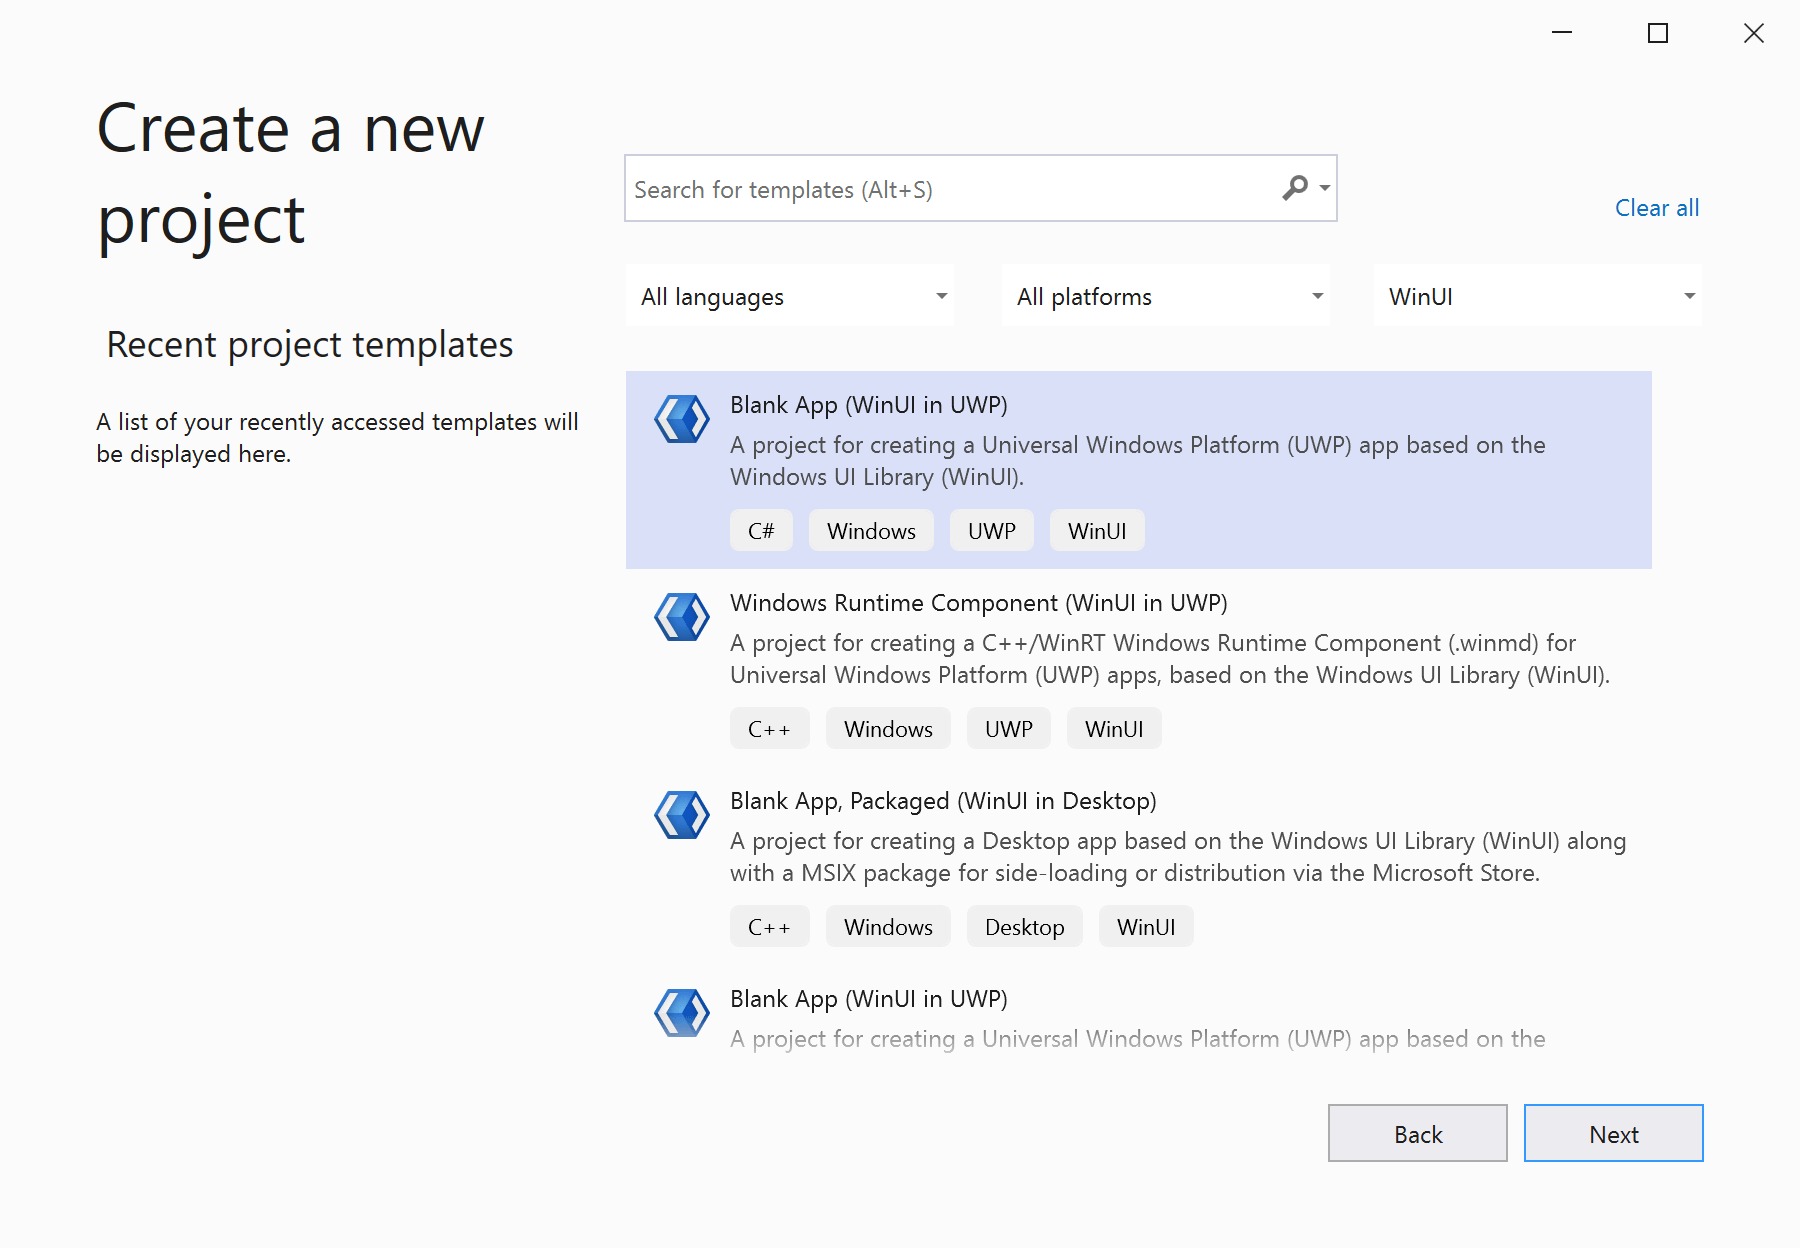 Create a new
project
Recent project templates
A list of your recently accessed templates will
be displayed here.
Search for templates (Alt+S)
Clear all
All languages
All platforms
WinUI
Blank App (WinUI in UWP)
A project for creating a Universal Windows Platform (UWP) app based on the
Windows UI Library (WinUI).
C# Windows UWP WinUI
Windows Runtime Component (WinUI in UWP)
A project for creating a C++/WinRT Windows Runtime Component (.winmd) for
Universal Windows Platform (UWP) apps, based on the Windows UI Library (WinUI).
C++ Windows UWP WinUI
Blank App, Packaged (WinUI in Desktop)
A project for creating a Desktop app based on the Windows UI Library (WinUI) along
with a MSIX package for side-loading or distribution via the Microsoft Store.
C++ Windows Desktop WinUI
Blank App (WinUI in UWP)
A project for creating a Universal Windows Platform (UWP) app based on the
Back
Next